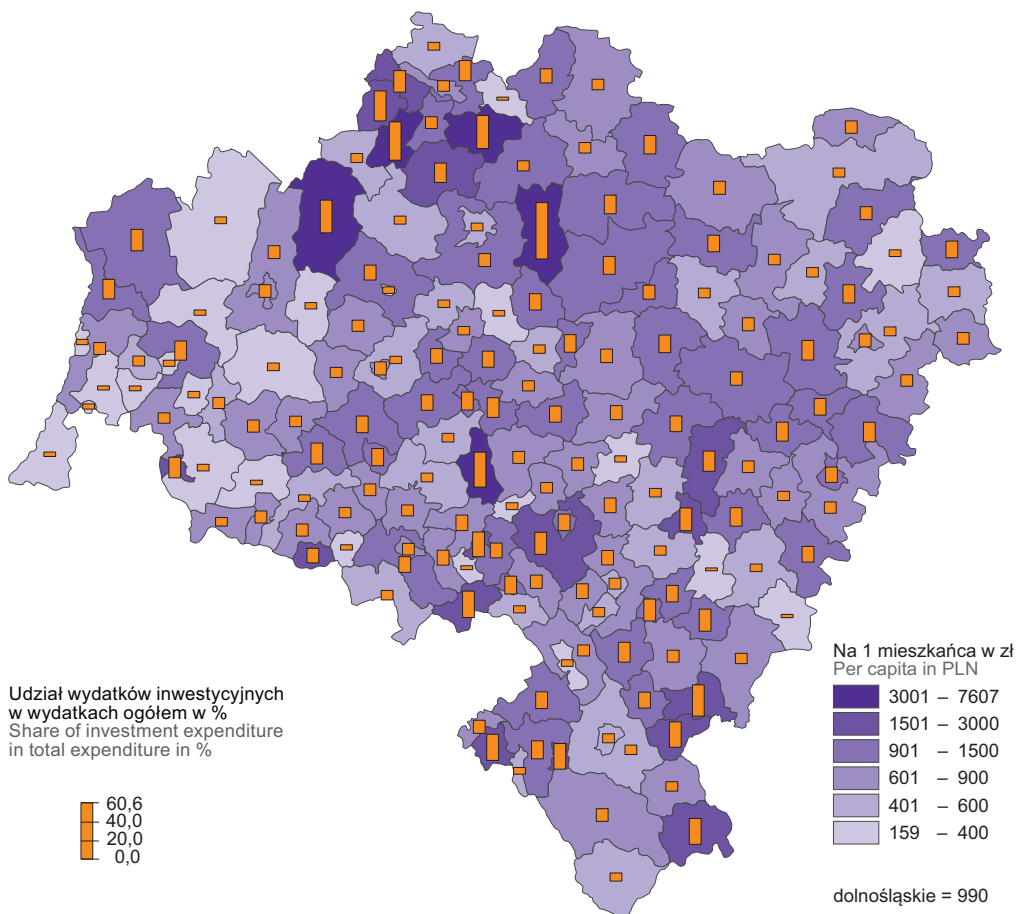 Udział wydatków inwestycyjnych
w wydatkach ogółem w %
Share of investment expenditure
in total expenditure in %
60,6
40,0
20,0
0,0
Na 1 mieszkańca w zł
Per capita in PLN
3001 – 7607
1501 – 3000
901 – 1500
601 – 900
401 – 600
159 – 400
dolnośląskie = 990